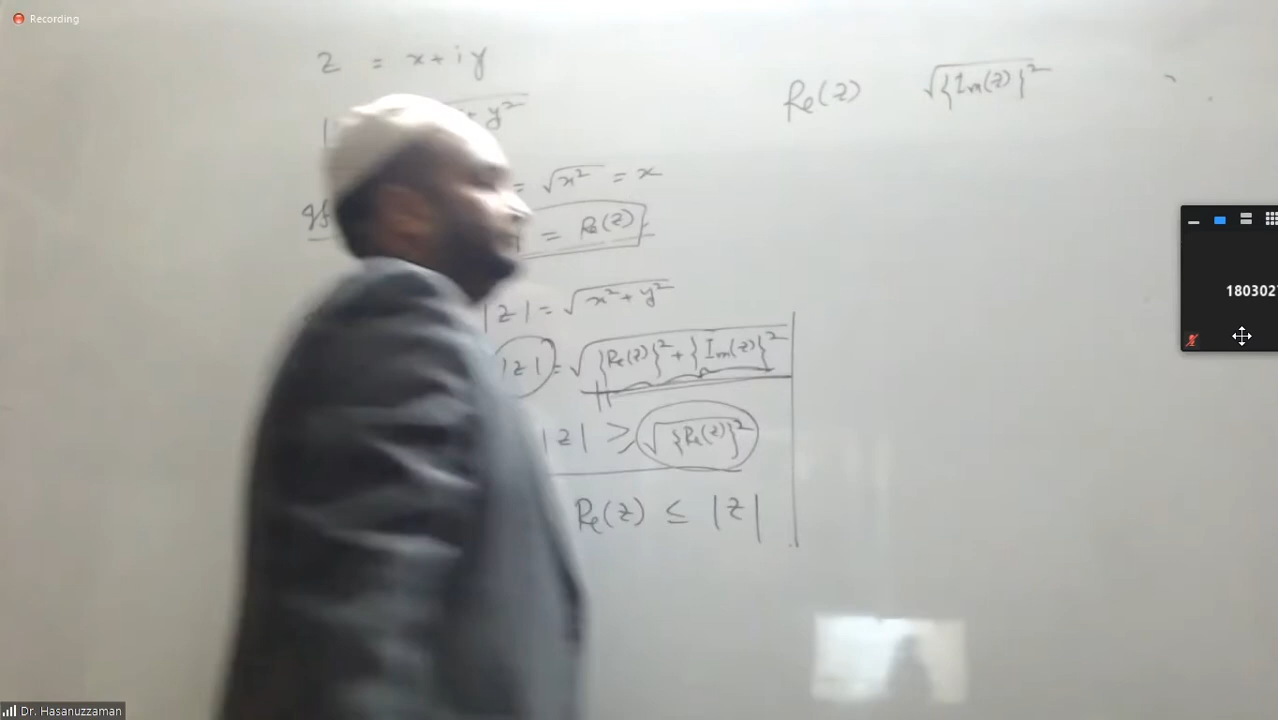 Recording
z = x + iy
Re(z) √{Im(z)}²
+ y²
= √x² = x
= Re(z)
|z| = √x² + y²
|z| = √{Re(z)}² + {Im(z)}²
|z| ≥ √{Re(z)}²
Re(z) ≤ |z|
180302
Dr. Hasanuzzaman